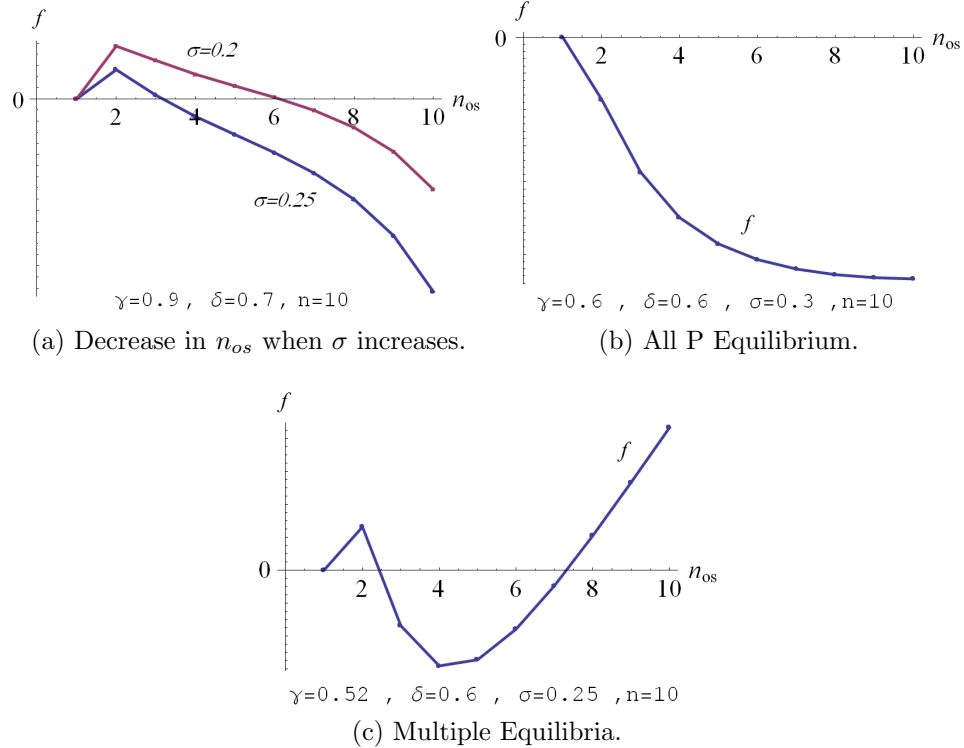 f
σ=0.2
0
n_os
2
4
6
8
10
σ=0.25
γ=0.9 , δ=0.7, n=10
(a) Decrease in n_os when σ increases.
f
0
2
4
6
8
10
n_os
f
γ=0.6 , δ=0.6 , σ=0.3 ,n=10
(b) All P Equilibrium.
f
f
0
2
4
6
8
10
n_os
γ=0.52 , δ=0.6 , σ=0.25 ,n=10
(c) Multiple Equilibria.